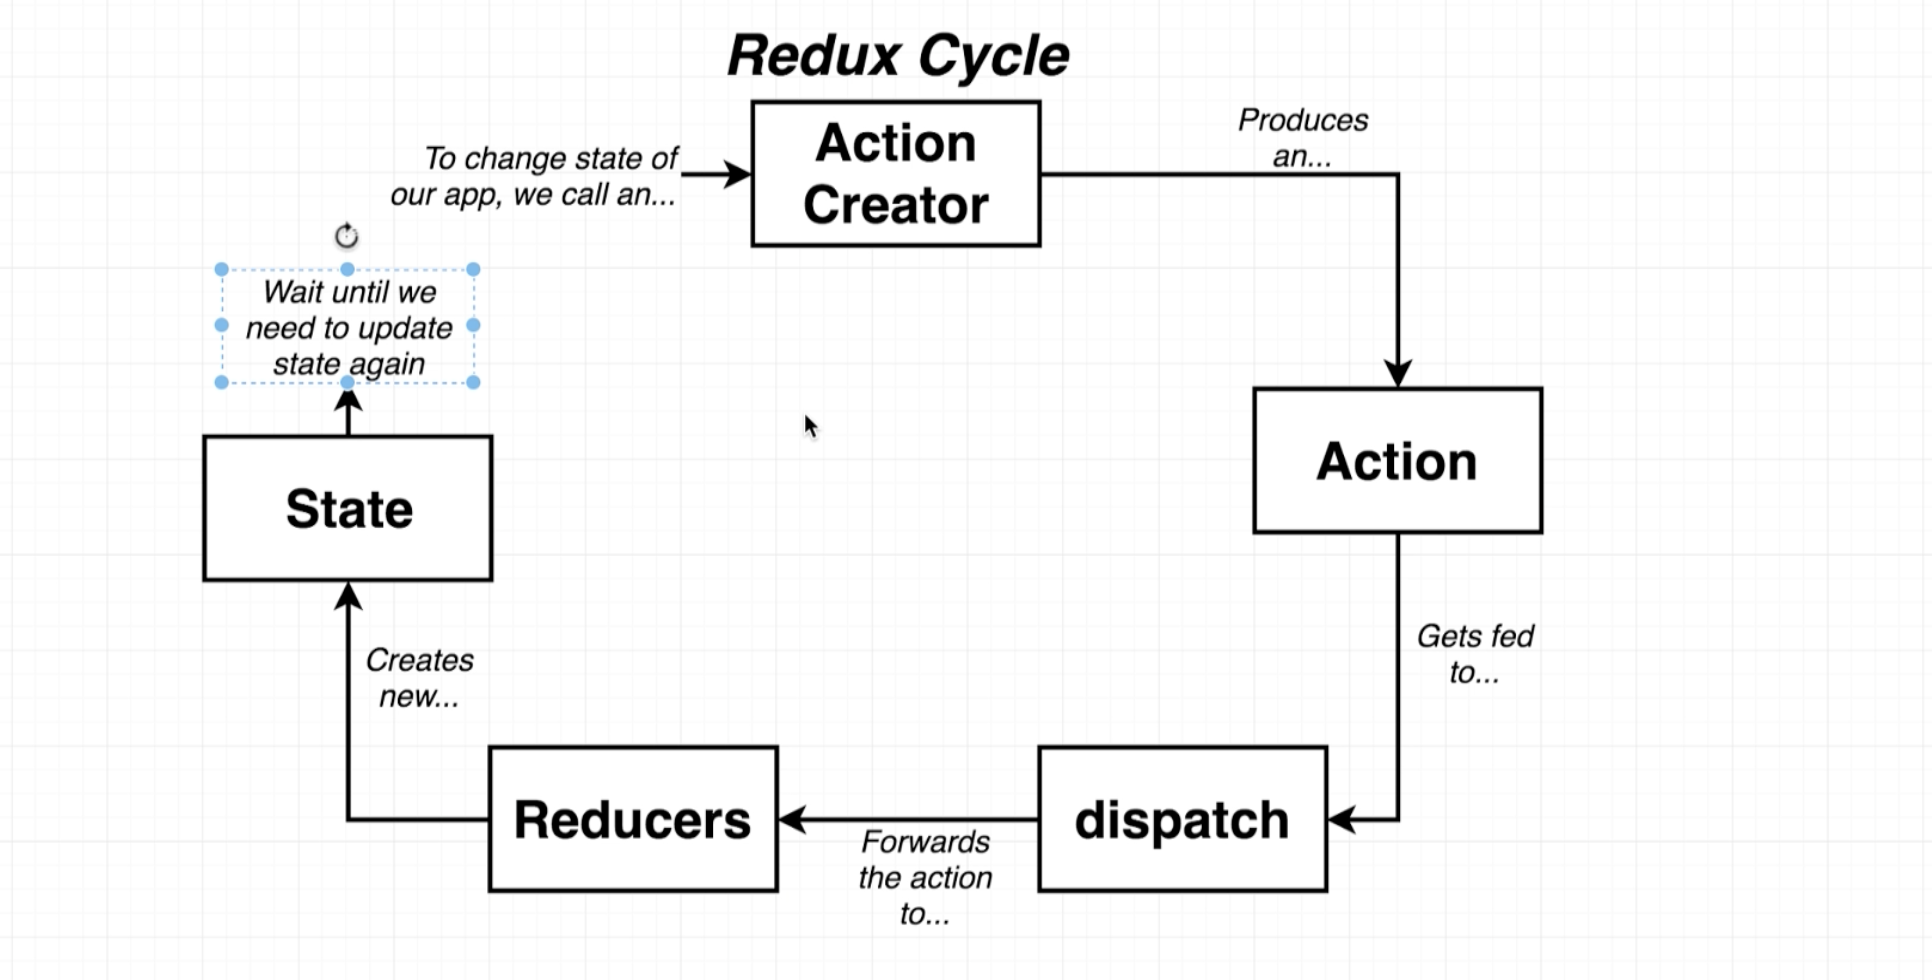 Redux Cycle
To change state of
our app, we call an...
Action
Creator
Produces
an...
Action
Gets fed
to...
dispatch
Forwards
the action
to...
Reducers
Creates
new...
State
Wait until we
need to update
state again